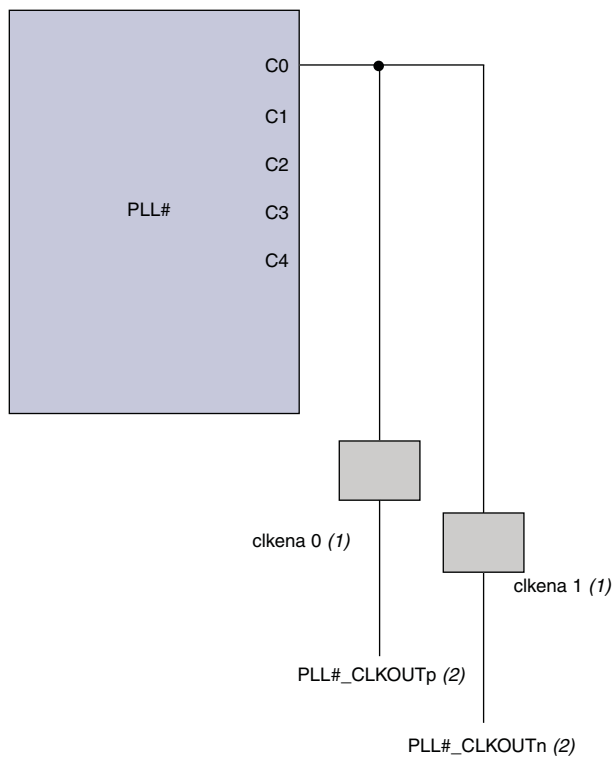 C0
C1
C2
PLL#
C3
C4
clkena 0 (1)
clkena 1 (1)
PLL#_CLKOUTp (2)
PLL#_CLKOUTn (2)